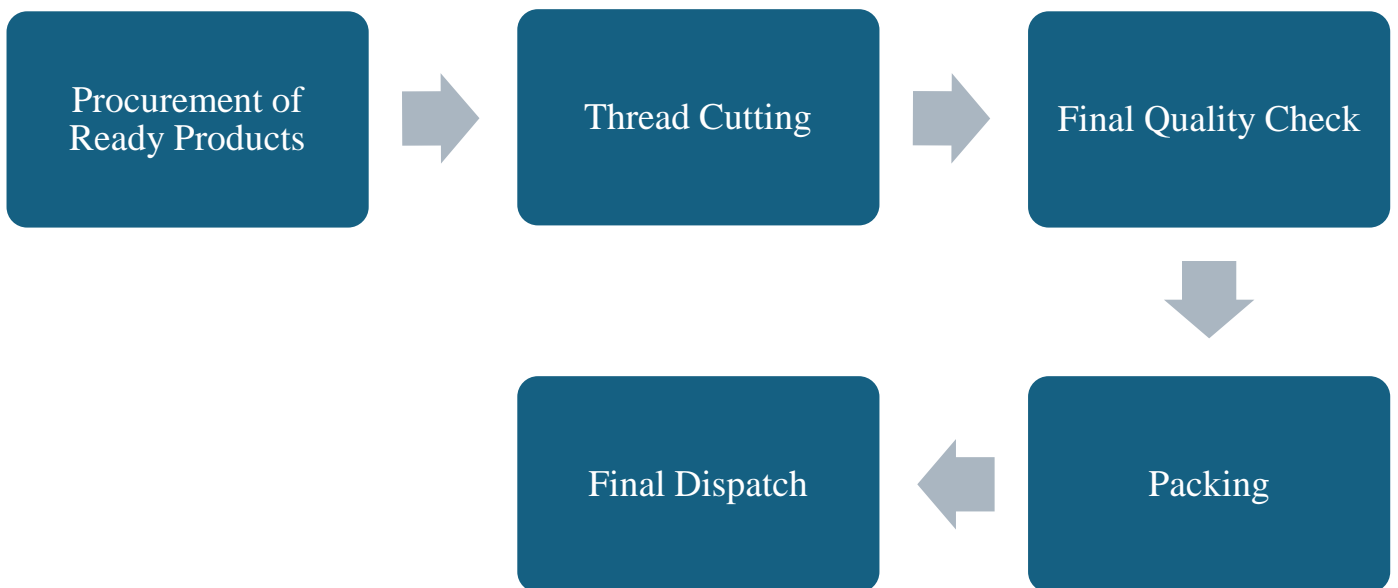 Procurement of
Ready Products
Thread Cutting
Final Quality Check
Packing
Final Dispatch